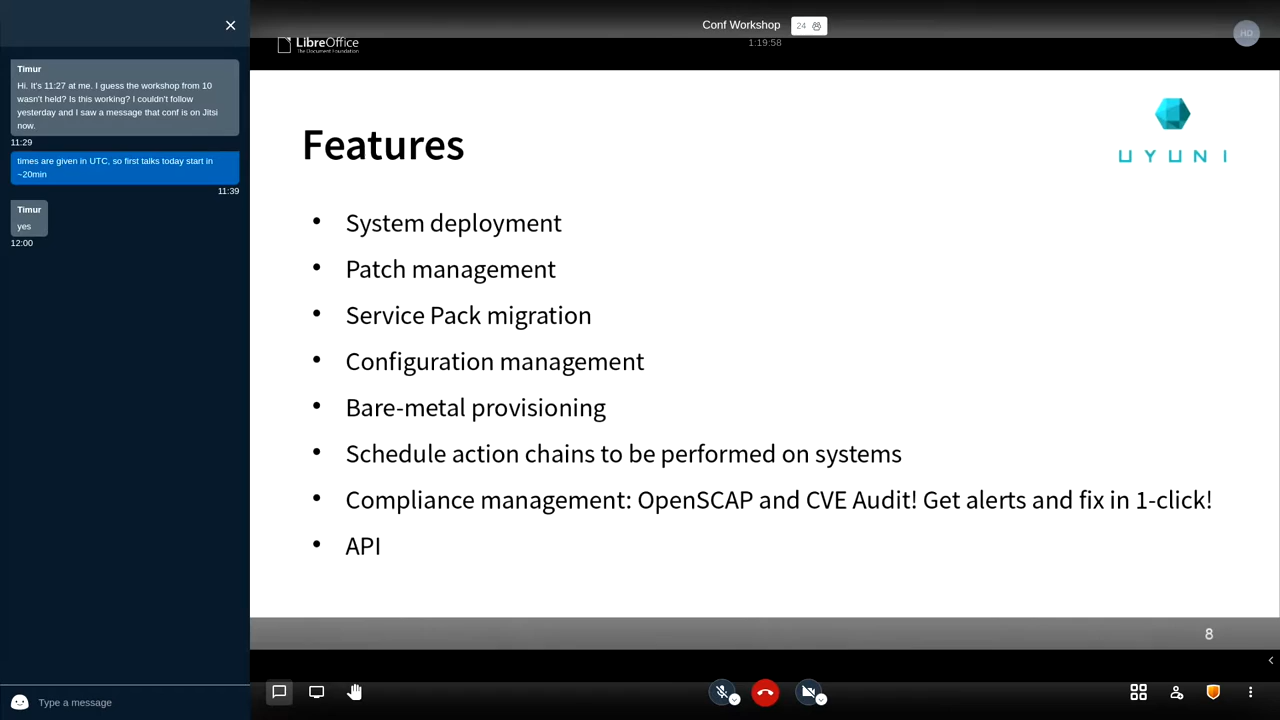 Conf Workshop
24
1:19:58
HD
LibreOffice
The Document Foundation
Timur
Hi. It's 11:27 at me. I guess the workshop from 10
wasn't held? Is this working? I couldn't follow
yesterday and I saw a message that conf is on Jitsi
now.
11:29
times are given in UTC, so first talks today start in
~20min
11:39
Timur
yes
12:00
Type a message
Features
UYUNI
• System deployment
• Patch management
• Service Pack migration
• Configuration management
• Bare-metal provisioning
• Schedule action chains to be performed on systems
• Compliance management: OpenSCAP and CVE Audit! Get alerts and fix in 1-click!
• API
8